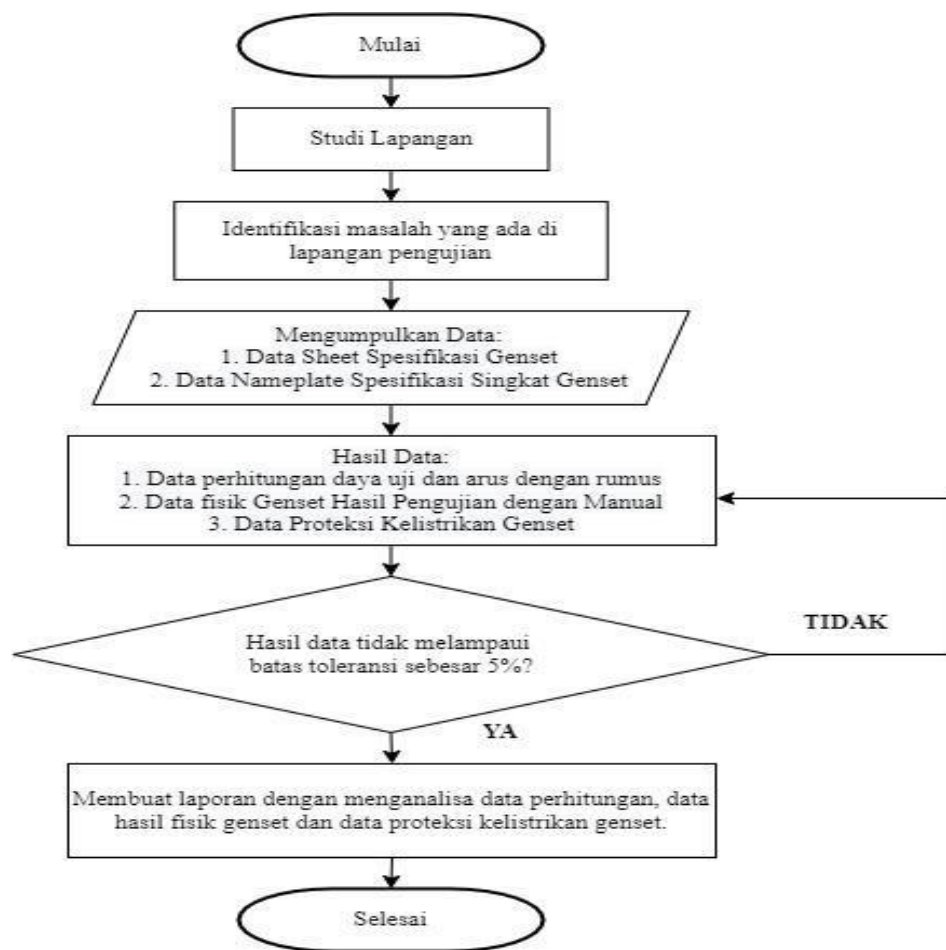 Mulai
Studi Lapangan
Identifikasi masalah yang ada di
lapangan pengujian
Mengumpulkan Data:
1. Data Sheet Spesifikasi Genset
2. Data Nameplate Spesifikasi Singkat Genset
Hasil Data:
1. Data perhitungan daya uji dan arus dengan rumus
2. Data fisik Genset Hasil Pengujian dengan Manual
3. Data Proteksi Kelistrikan Genset
Hasil data tidak melampaui
batas toleransi sebesar 5%?
TIDAK
YA
Membuat laporan dengan menganalisa data perhitungan, data
hasil fisik genset dan data proteksi kelistrikan genset.
Selesai